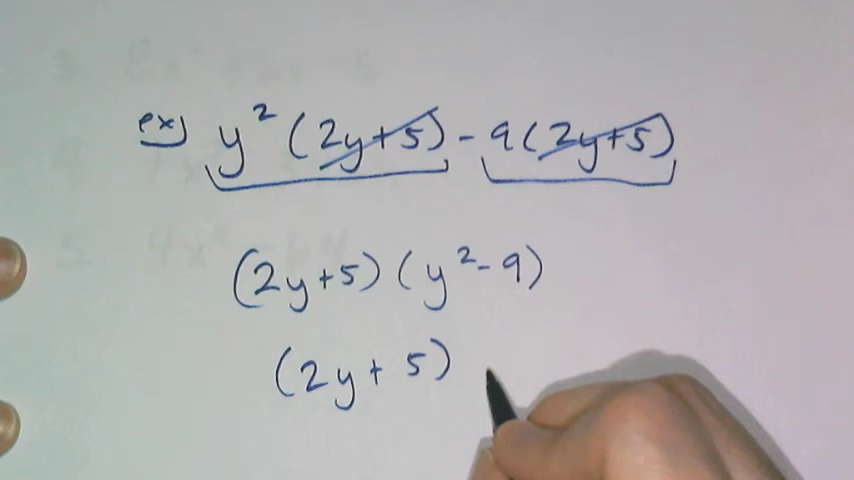 ex) y² (2y+5) - 9(2y+5)
(2y+5) (y²-9)
(2y+5)